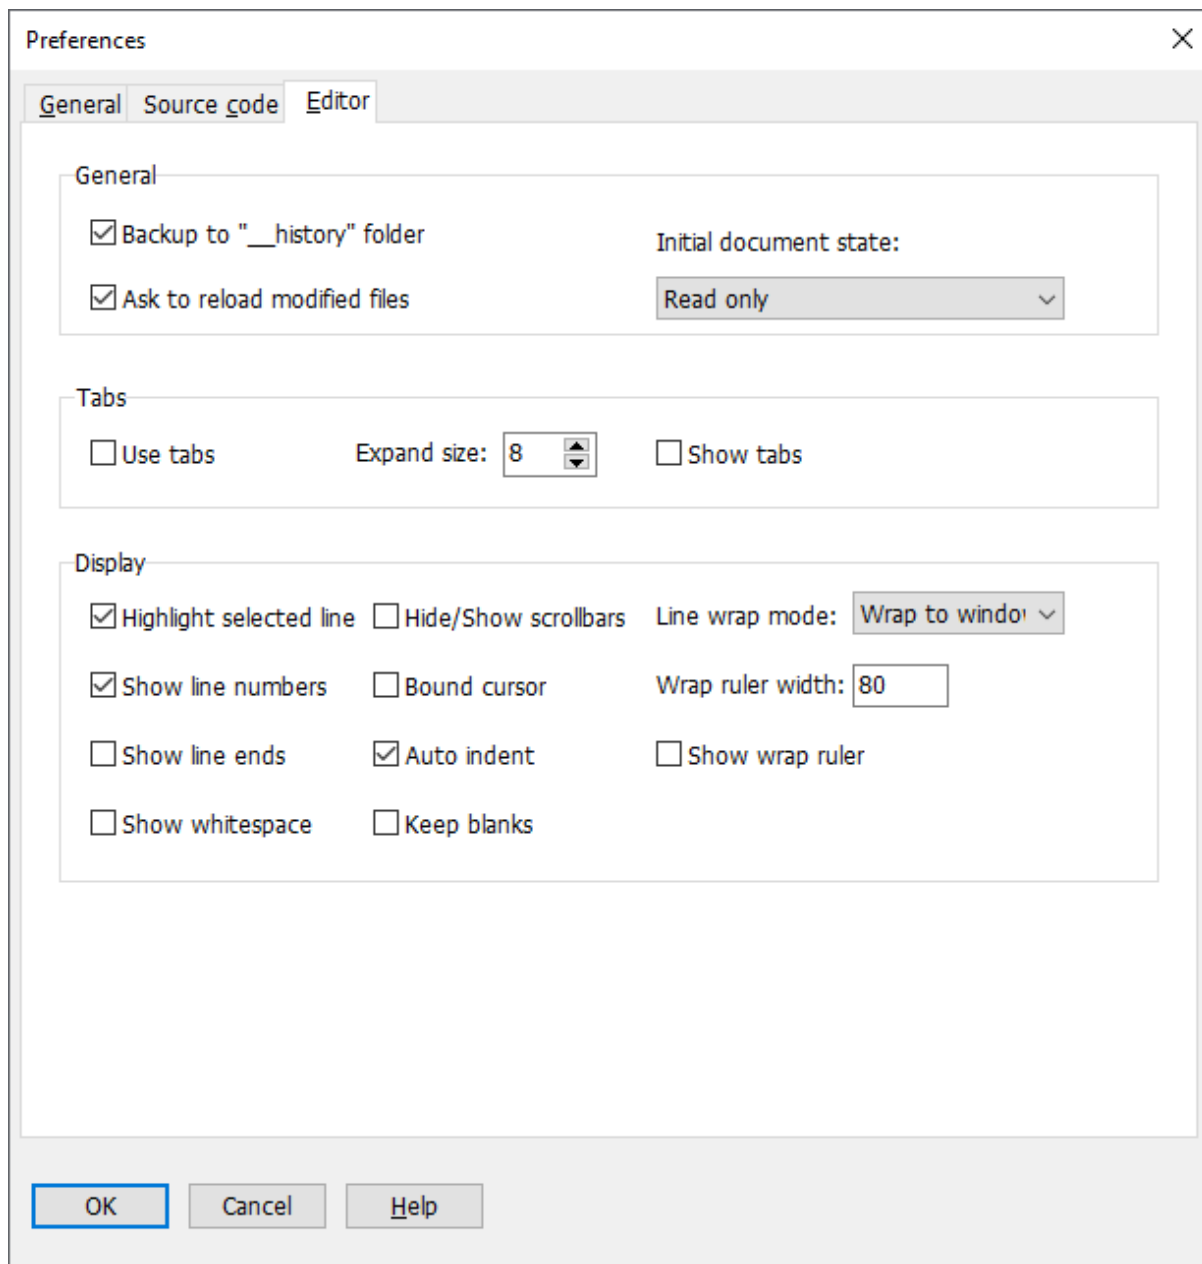 Preferences
General Source code Editor
General
Backup to "__history" folder
Initial document state:
Ask to reload modified files
Read only
Tabs
Use tabs Expand size: 8 Show tabs
Display
Highlight selected line Hide/Show scrollbars Line wrap mode: Wrap to windo
Show line numbers Bound cursor Wrap ruler width: 80
Show line ends Auto indent Show wrap ruler
Show whitespace Keep blanks
OK Cancel Help